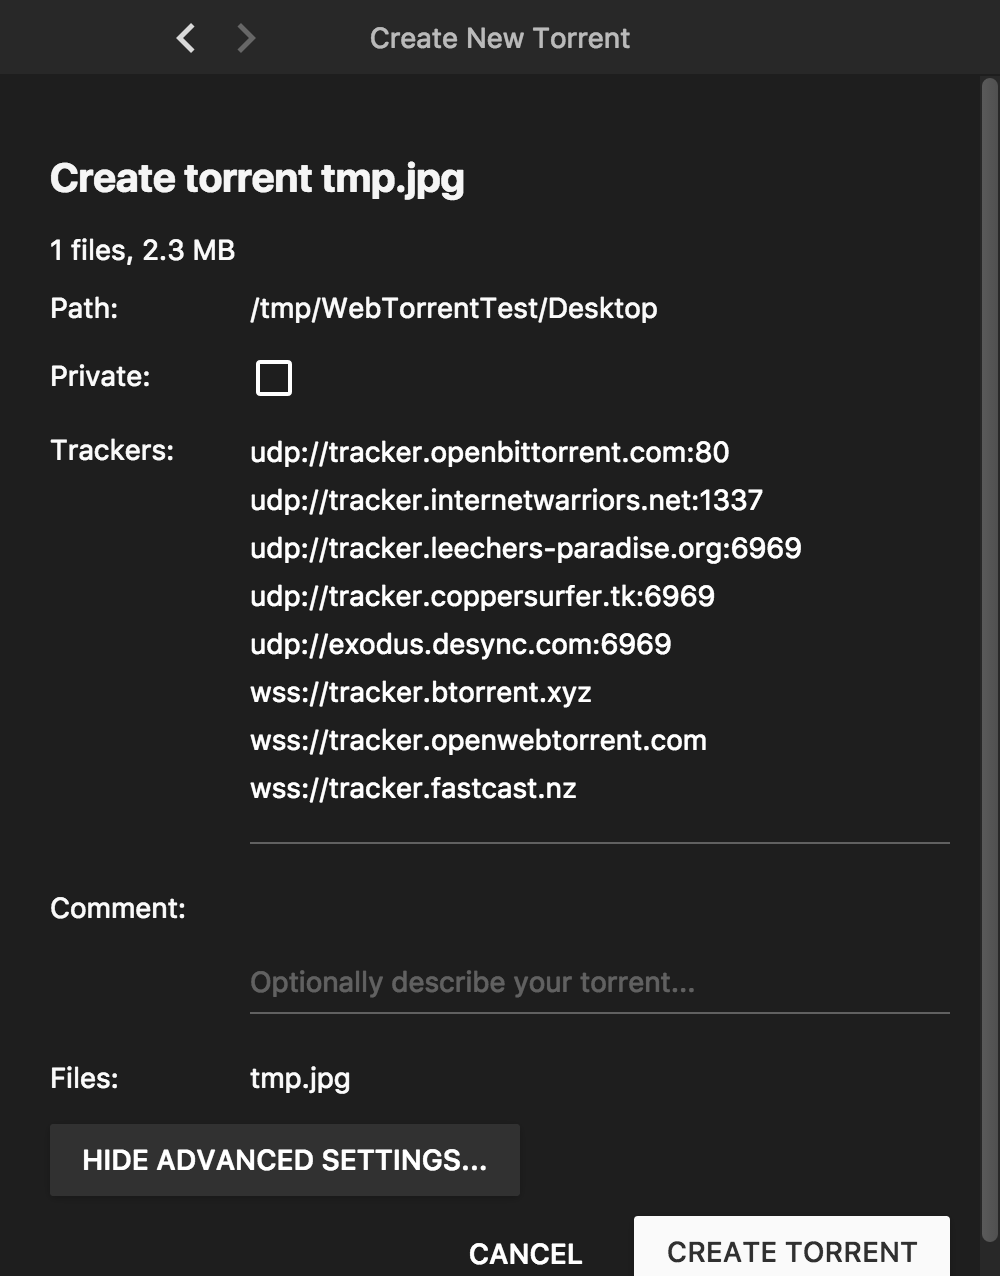 Create New Torrent
Create torrent tmp.jpg
1 files, 2.3 MB
Path: /tmp/WebTorrentTest/Desktop
Private:
Trackers: udp://tracker.openbittorrent.com:80
udp://tracker.internetwarriors.net:1337
udp://tracker.leechers-paradise.org:6969
udp://tracker.coppersurfer.tk:6969
udp://exodus.desync.com:6969
wss://tracker.btorrent.xyz
wss://tracker.openwebtorrent.com
wss://tracker.fastcast.nz
Comment:
Optionally describe your torrent...
Files: tmp.jpg
HIDE ADVANCED SETTINGS...
CANCEL CREATE TORRENT